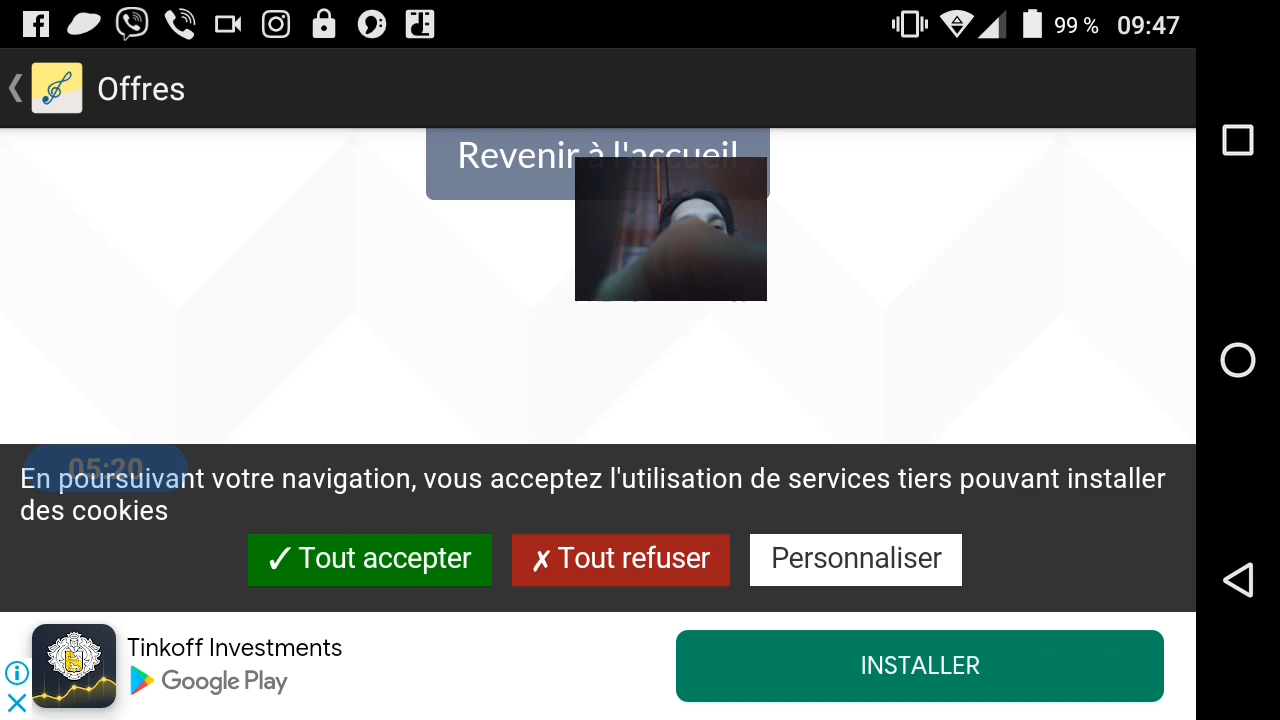 99 % 09:47
Offres
Revenir à l'accueil
05:20
En poursuivant votre navigation, vous acceptez l'utilisation de services tiers pouvant installer
des cookies
✓ Tout accepter ✗ Tout refuser Personnaliser
Tinkoff Investments
Google Play
INSTALLER